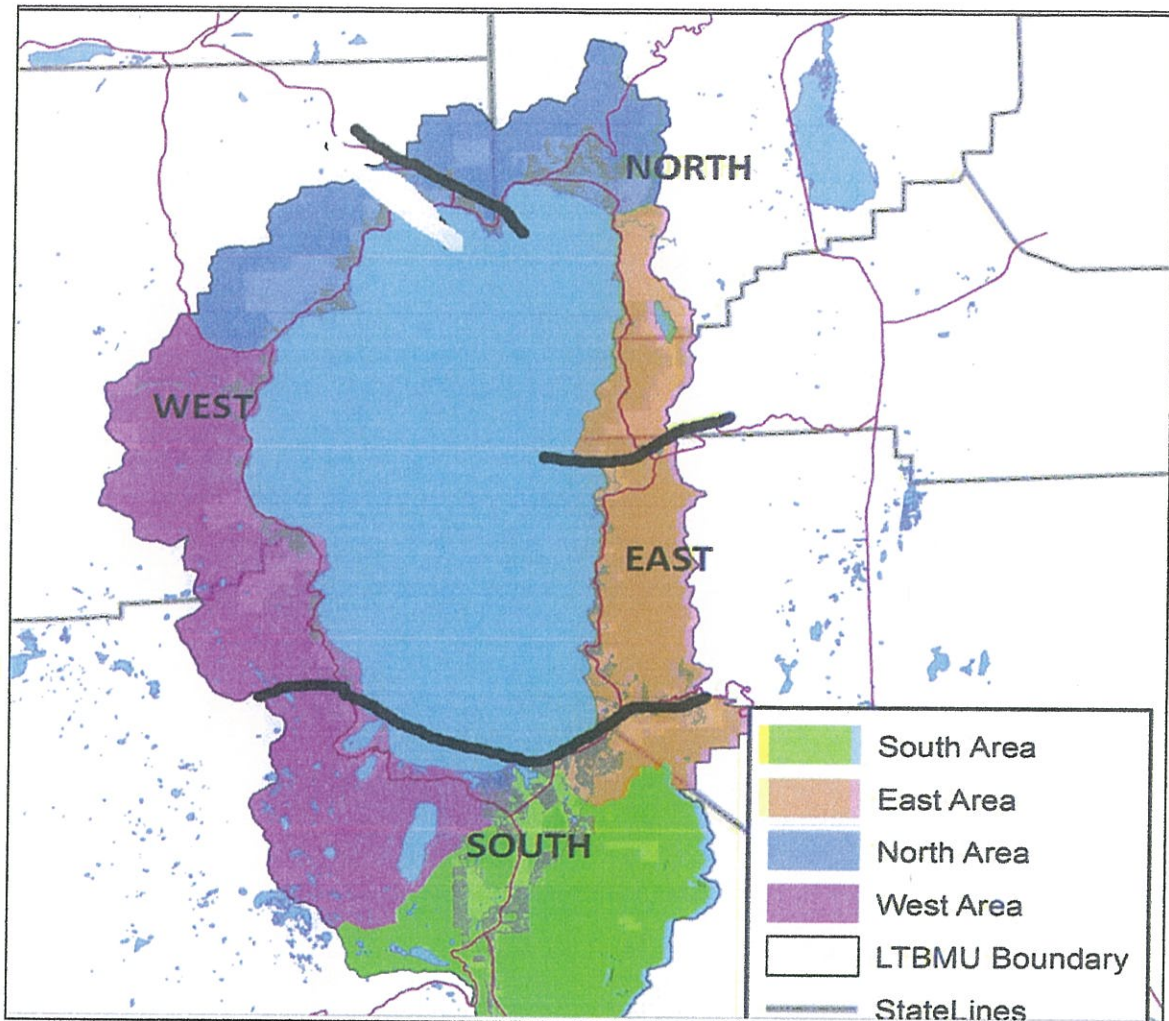 NORTH
WEST
EAST
SOUTH
South Area
East Area
North Area
West Area
LTBMU Boundary
StateLines